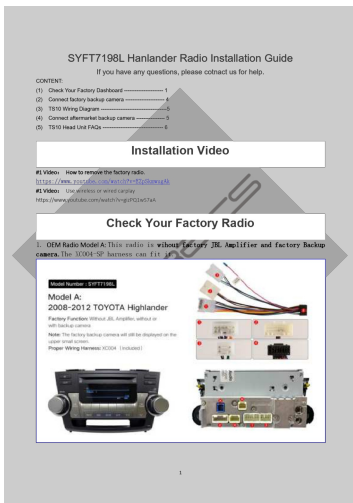 SYFT7198L Hanlander Radio Installation Guide
If you have any questions, please cotnact us for help.
CONTENT:
(1) Check Your Factory Dashboard ------------------ 1
(2) Connect factory backup camera ------------------ 4
(3) TS10 Wiring Diagram ------------------------------5
(4) Connect aftermarket backup camera ------------- 5
(5) TS10 Head Unit FAQs ---------------------------- 6
Installation Video
#1 Video: How to remove the factory radio.
#1 Video: Use wireless or wired carplay
Check Your Factory Radio
1. OEM Radio Model A: This radio is wihout factory JBL Amplifier and factory Backup
camera. The XC004-SP harness can fit it
Model Number : SYFT7198L
Model A:
2008-2012 TOYOTA Highlander
Factory Function: Without JBL Amplifier, without or
with backup camera
Note: The factory backup camera will still be displayed on the
upper small screen.
Proper Wiring Harness: XC004 (Included)
1